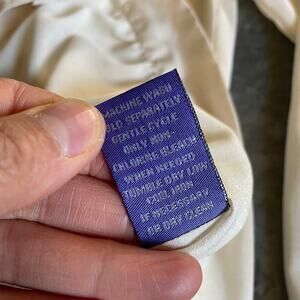 MACHINE WASH
COLD SEPARATELY
GENTLE CYCLE
ONLY NON-
CHLORINE BLEACH
WHEN NEEDED
TUMBLE DRY LOW
COOL IRON
IF NECESSARY
OR DRY CLEAN